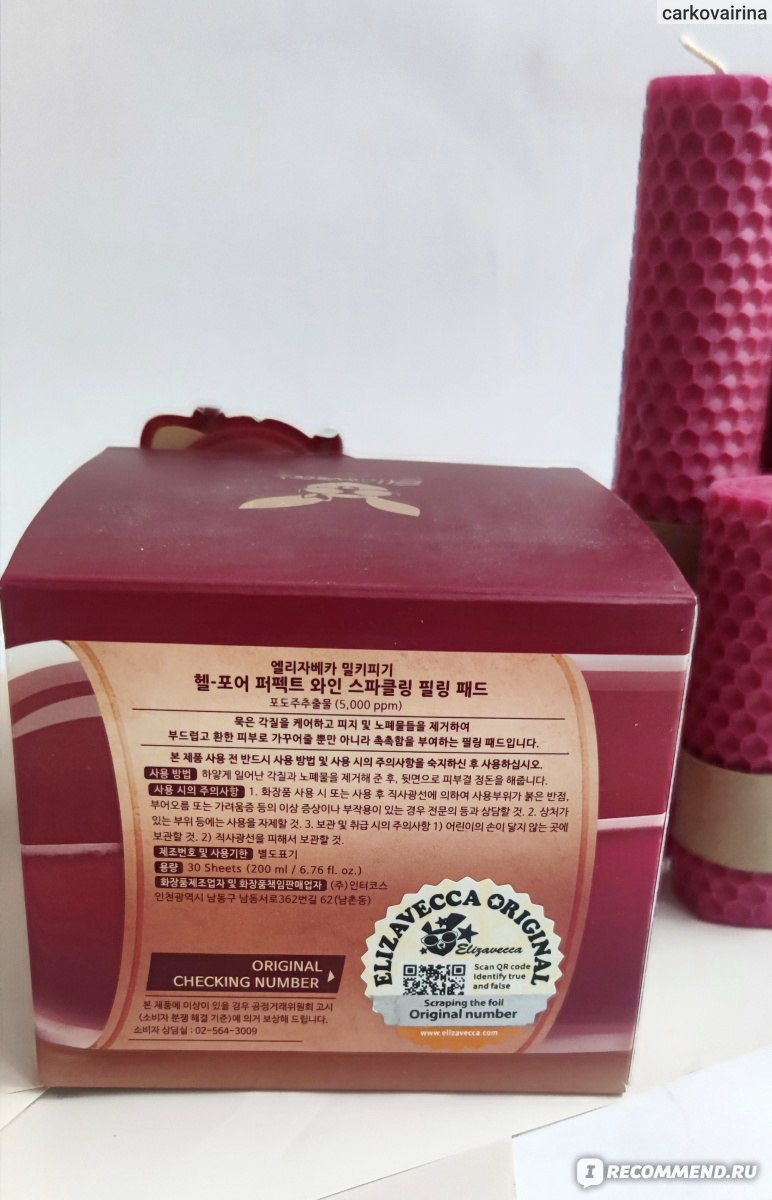 carkovairina
Elizavecca
엘리자베카 밀키피기
헬-포어 퍼펙트 와인 스파클링 필링 패드
포도주추출물 (5,000 ppm)
묵은 각질을 케어하고 피지 및 노폐물들을 제거하여
부드럽고 환한 피부로 가꾸어줄 뿐만 아니라 촉촉함을 부여하는 필링 패드입니다.
본 제품 사용 전 반드시 사용 방법 및 사용 시의 주의사항을 숙지하신 후 사용하십시오.
사용 방법 하얗게 일어난 각질과 노폐물을 제거해 준 후, 뒷면으로 피부결 정돈을 해줍니다.
사용 시의 주의사항 1. 화장품 사용 시 또는 사용 후 직사광선에 의하여 사용부위가 붉은 반점,
부어오름 또는 가려움증 등의 이상 증상이나 부작용이 있는 경우 전문의 등과 상담할 것. 2. 상처가
있는 부위 등에는 사용을 자제할 것. 3. 보관 및 취급 시의 주의사항 1) 어린이의 손이 닿지 않는 곳에
보관할 것. 2) 직사광선을 피해서 보관할 것.
제조번호 및 사용기한 별도표기
용량 30 Sheets (200 ml / 6.76 fl. oz.)
화장품제조업자 및 화장품책임판매업자 (주)인터코스
인천광역시 남동구 남동서로362번길 62(남촌동)
ORIGINAL
CHECKING NUMBER
본 제품에 이상이 있을 경우 공정거래위원회 고시
(소비자 분쟁 해결 기준)에 의거 보상해 드립니다.
소비자 상담실 : 02-564-3009
ELIZAVECCA ORIGINAL
Elizavecca
Scan QR code
Identify true
and false
Scraping the foil
Original number
www.elizavecca.com
IRECOMMEND.RU